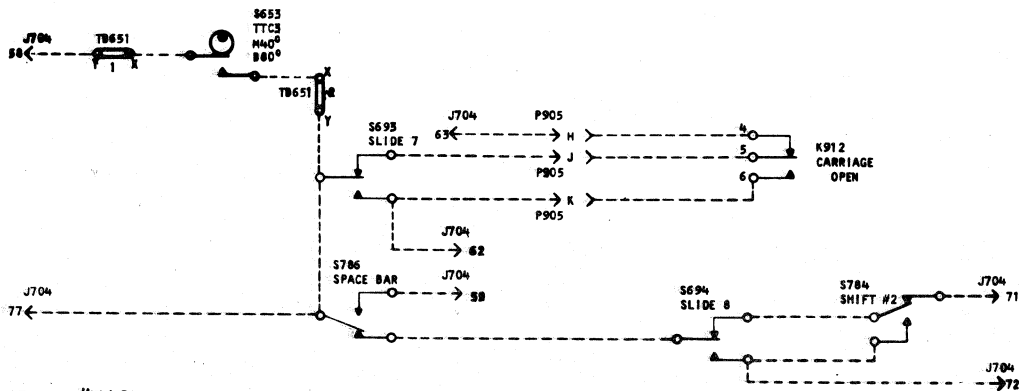 J704
58
TB651
Y 1 X
S653
TTC3
M40°
B80°
X
TB651 2
Y
S693
SLIDE 7
J704
63
P905
H
4
J
5
P905
K912
CARRIAGE
OPEN
6
K
P905
J704
62
S786
SPACE BAR
J704
59
J704
77
S694
SLIDE 8
S784
SHIFT #2
J704
71
J704
72